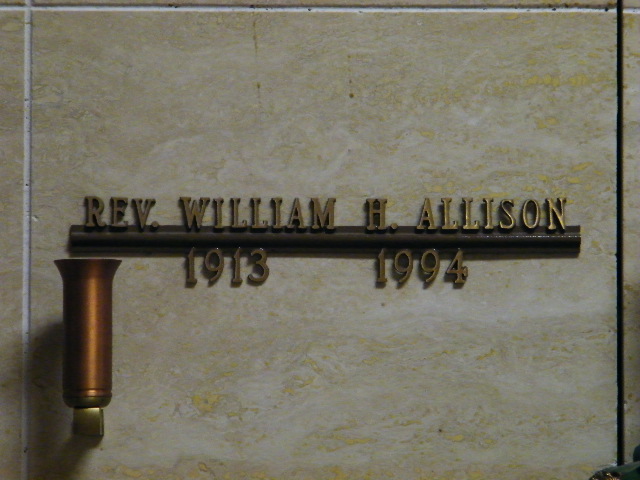 REV. WILLIAM H. ALLISON
1913 1994